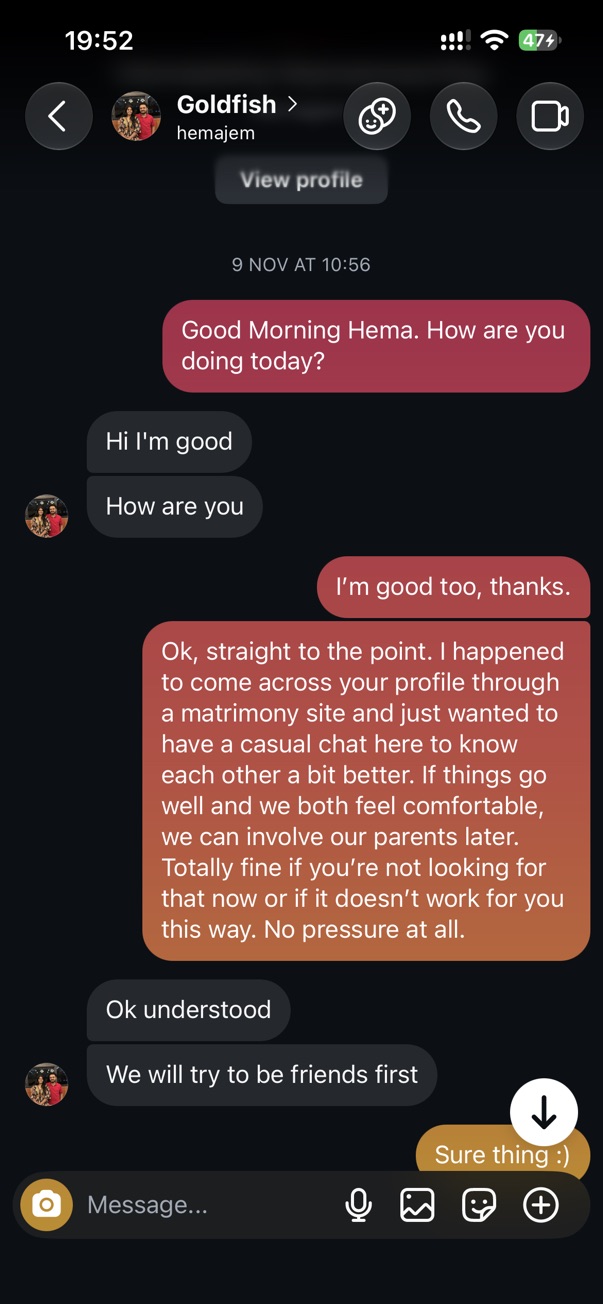 19:52
47
Goldfish
hemajem
View profile
9 NOV AT 10:56
Good Morning Hema. How are you
doing today?
Hi I'm good
How are you
I’m good too, thanks.
Ok, straight to the point. I happened
to come across your profile through
a matrimony site and just wanted to
have a casual chat here to know
each other a bit better. If things go
well and we both feel comfortable,
we can involve our parents later.
Totally fine if you’re not looking for
that now or if it doesn’t work for you
this way. No pressure at all.
Ok understood
We will try to be friends first
Sure thing :)
Message...